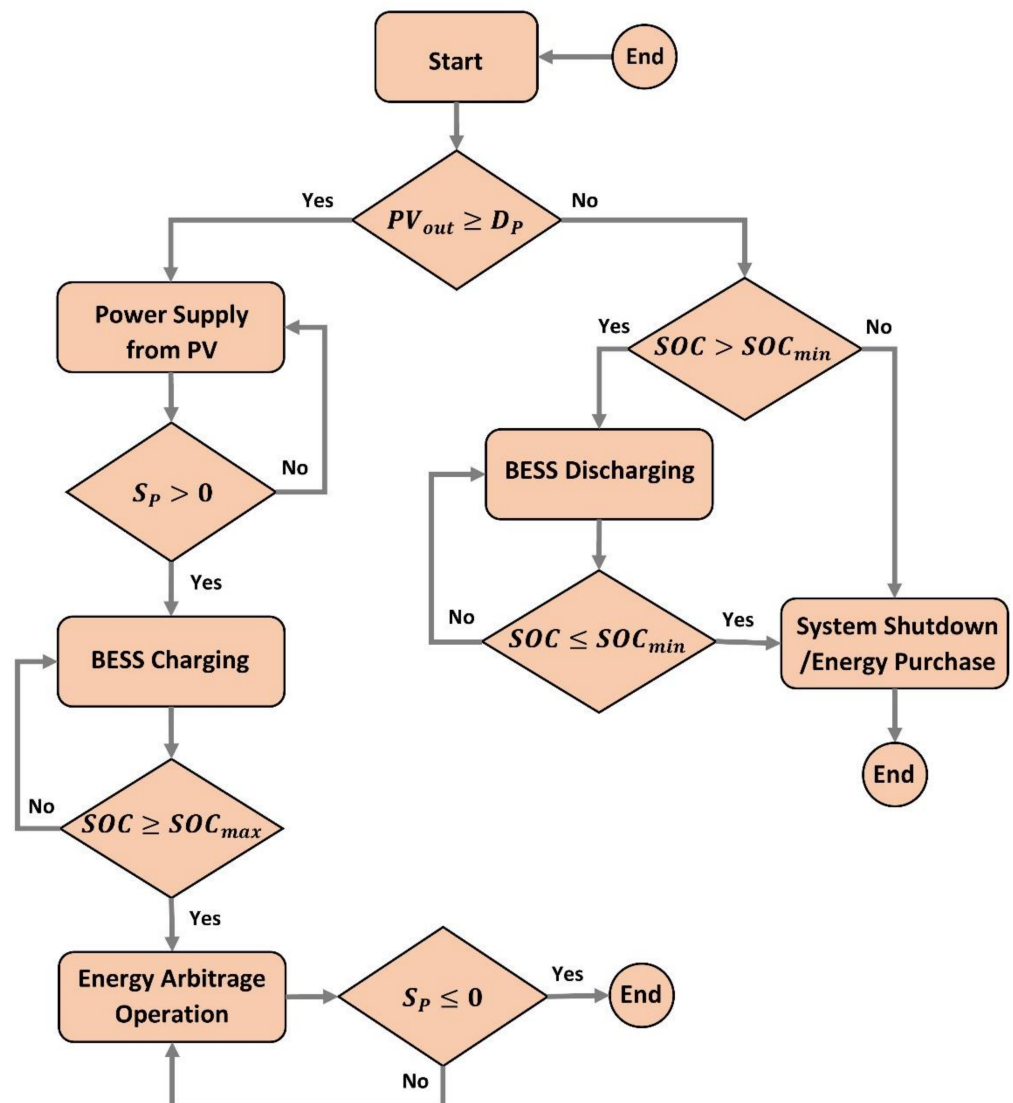 Start
End
Yes
No
PV_out ≥ D_P
Power Supply
from PV
Yes
No
SOC > SOC_min
S_P > 0
No
BESS Discharging
Yes
No
Yes
SOC ≤ SOC_min
System Shutdown
/Energy Purchase
BESS Charging
End
No
SOC ≥ SOC_max
Yes
Energy Arbitrage
Operation
S_P ≤ 0
Yes
End
No